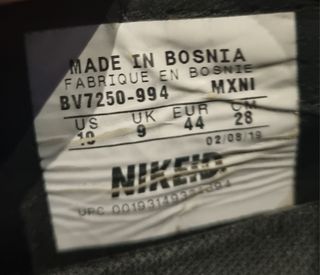 MADE IN BOSNIA
FABRIQUE EN BOSNIE
BV7250-994 MXNI
US UK EUR CM
10 9 44 28
02/08/19
NIKEID.
UPC